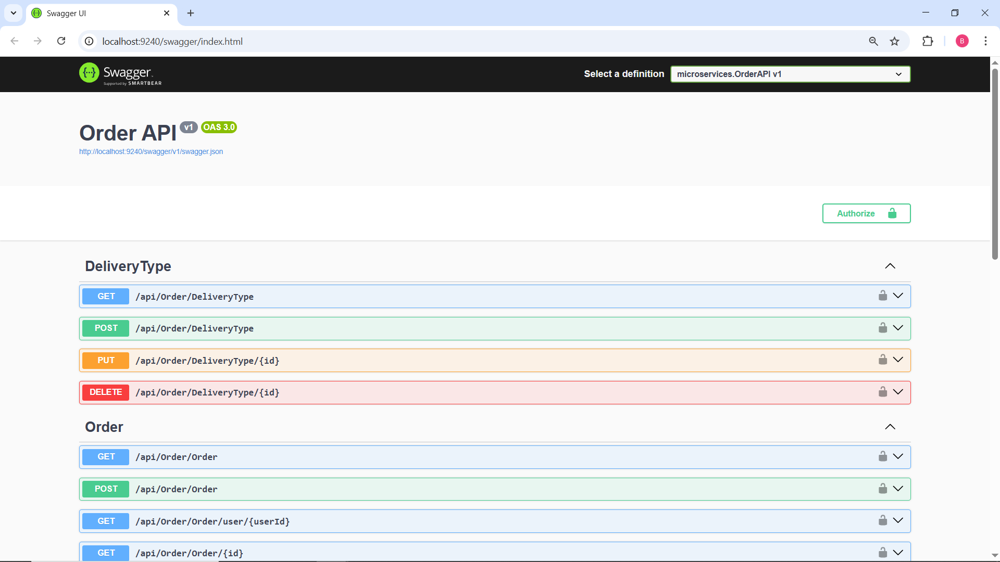 Swagger UI
localhost:9240/swagger/index.html
B
Swagger
Supported by SMARTBEAR
Select a definition
microservices.OrderAPI v1
Order API v1 OAS 3.0
http://localhost:9240/swagger/v1/swagger.json
Authorize
DeliveryType
GET /api/Order/DeliveryType
POST /api/Order/DeliveryType
PUT /api/Order/DeliveryType/{id}
DELETE /api/Order/DeliveryType/{id}
Order
GET /api/Order/Order
POST /api/Order/Order
GET /api/Order/Order/user/{userId}
GET /api/Order/Order/{id}